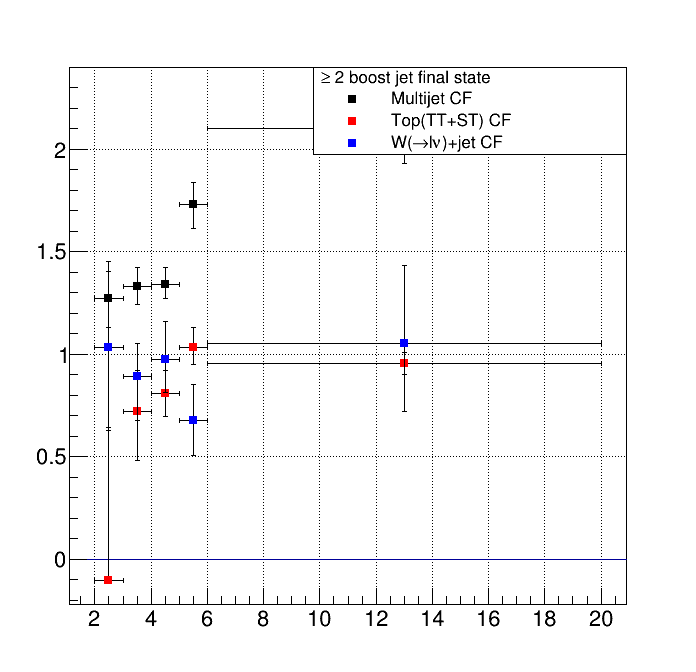 ≥ 2 boost jet final state
Multijet CF
Top(TT+ST) CF
W(→lν)+jet CF
2
1.5
1
0.5
0
2 4 6 8 10 12 14 16 18 20